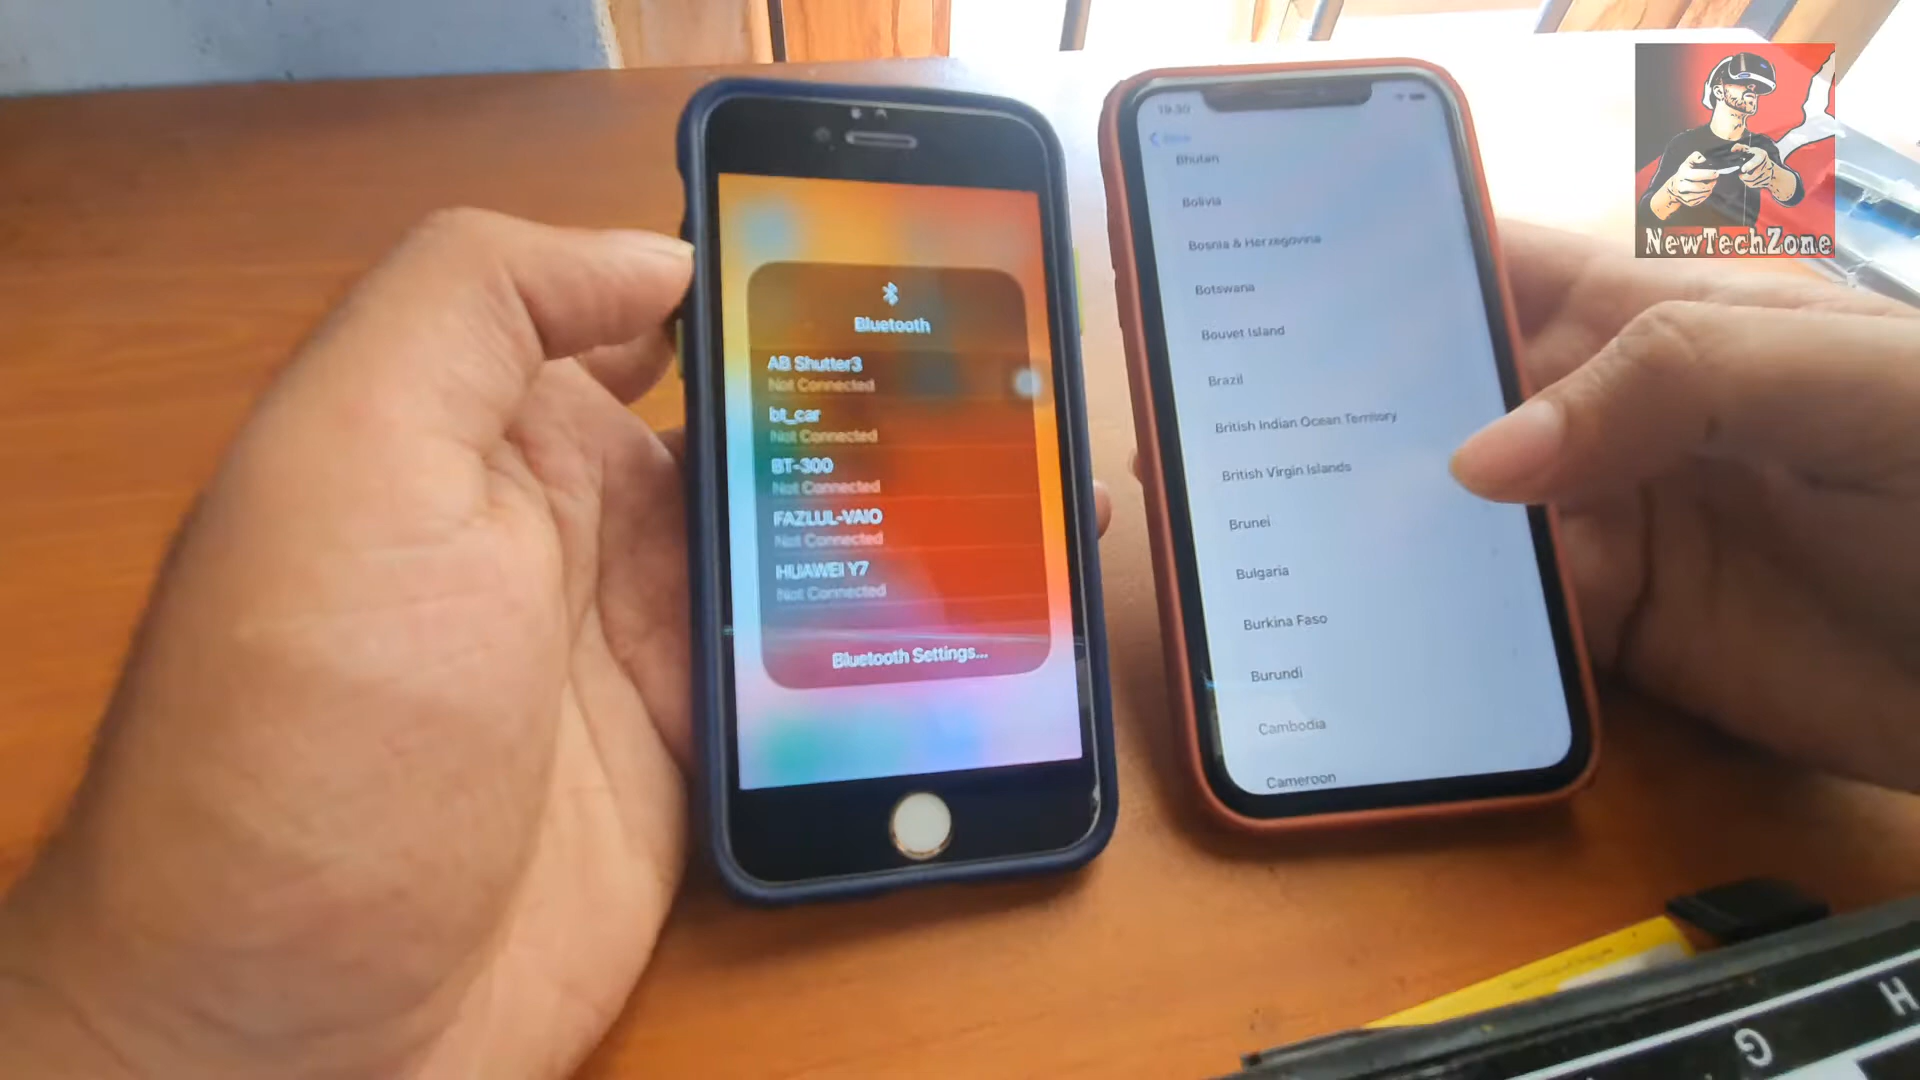 Bluetooth
AB Shutter3
Not Connected
bt_car
Not Connected
BT-300
Not Connected
FAZLUL-VAIO
Not Connected
HUAWEI Y7
Not Connected
Bluetooth Settings...
19:30
Bhutan
Bolivia
Bosnia & Herzegovina
Botswana
Bouvet Island
Brazil
British Indian Ocean Territory
British Virgin Islands
Brunei
Bulgaria
Burkina Faso
Burundi
Cambodia
Cameroon
NewTechZone
G
H